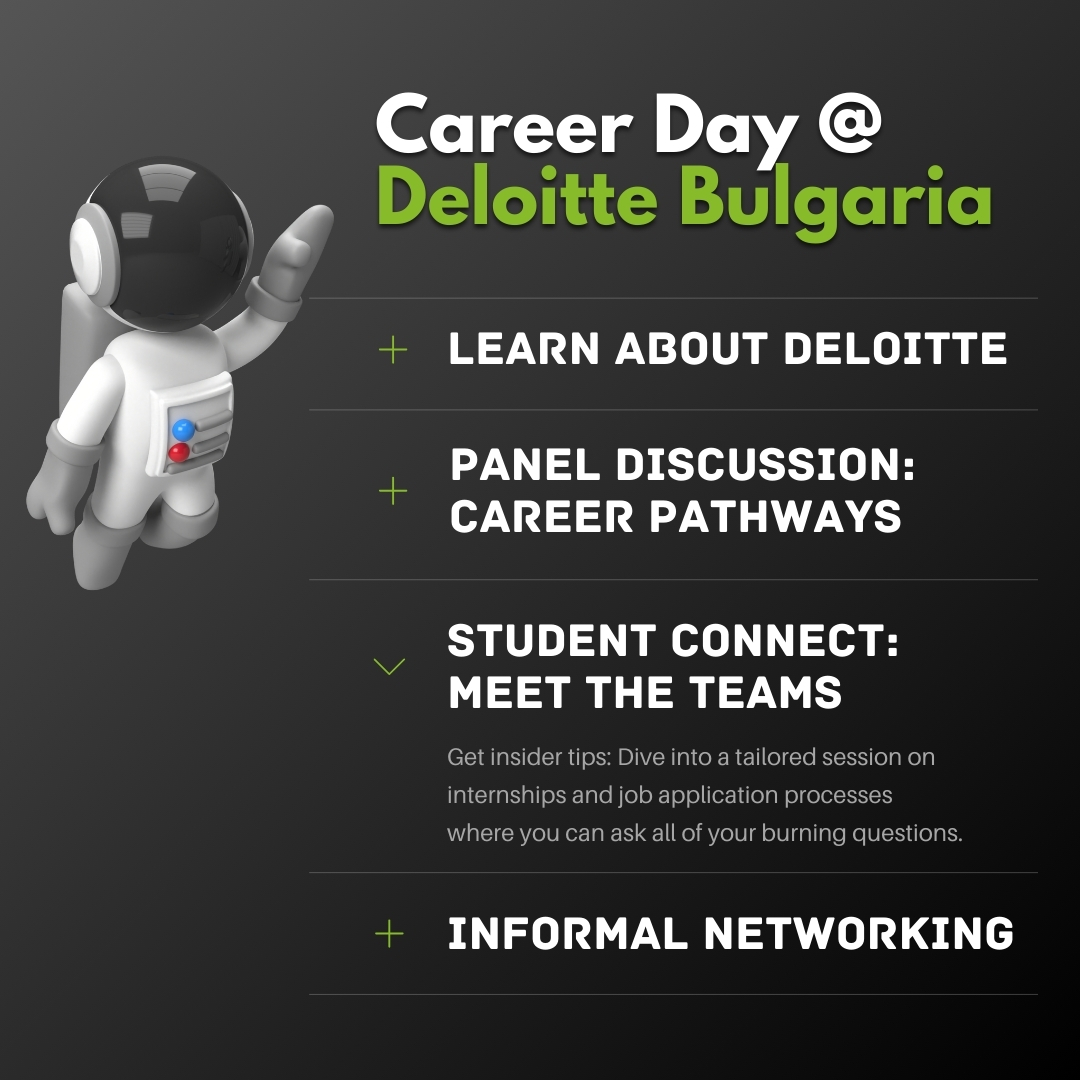 Career Day @
Deloitte Bulgaria
LEARN ABOUT DELOITTE
PANEL DISCUSSION:
CAREER PATHWAYS
STUDENT CONNECT:
MEET THE TEAMS
Get insider tips: Dive into a tailored session on
internships and job application processes
where you can ask all of your burning questions.
INFORMAL NETWORKING